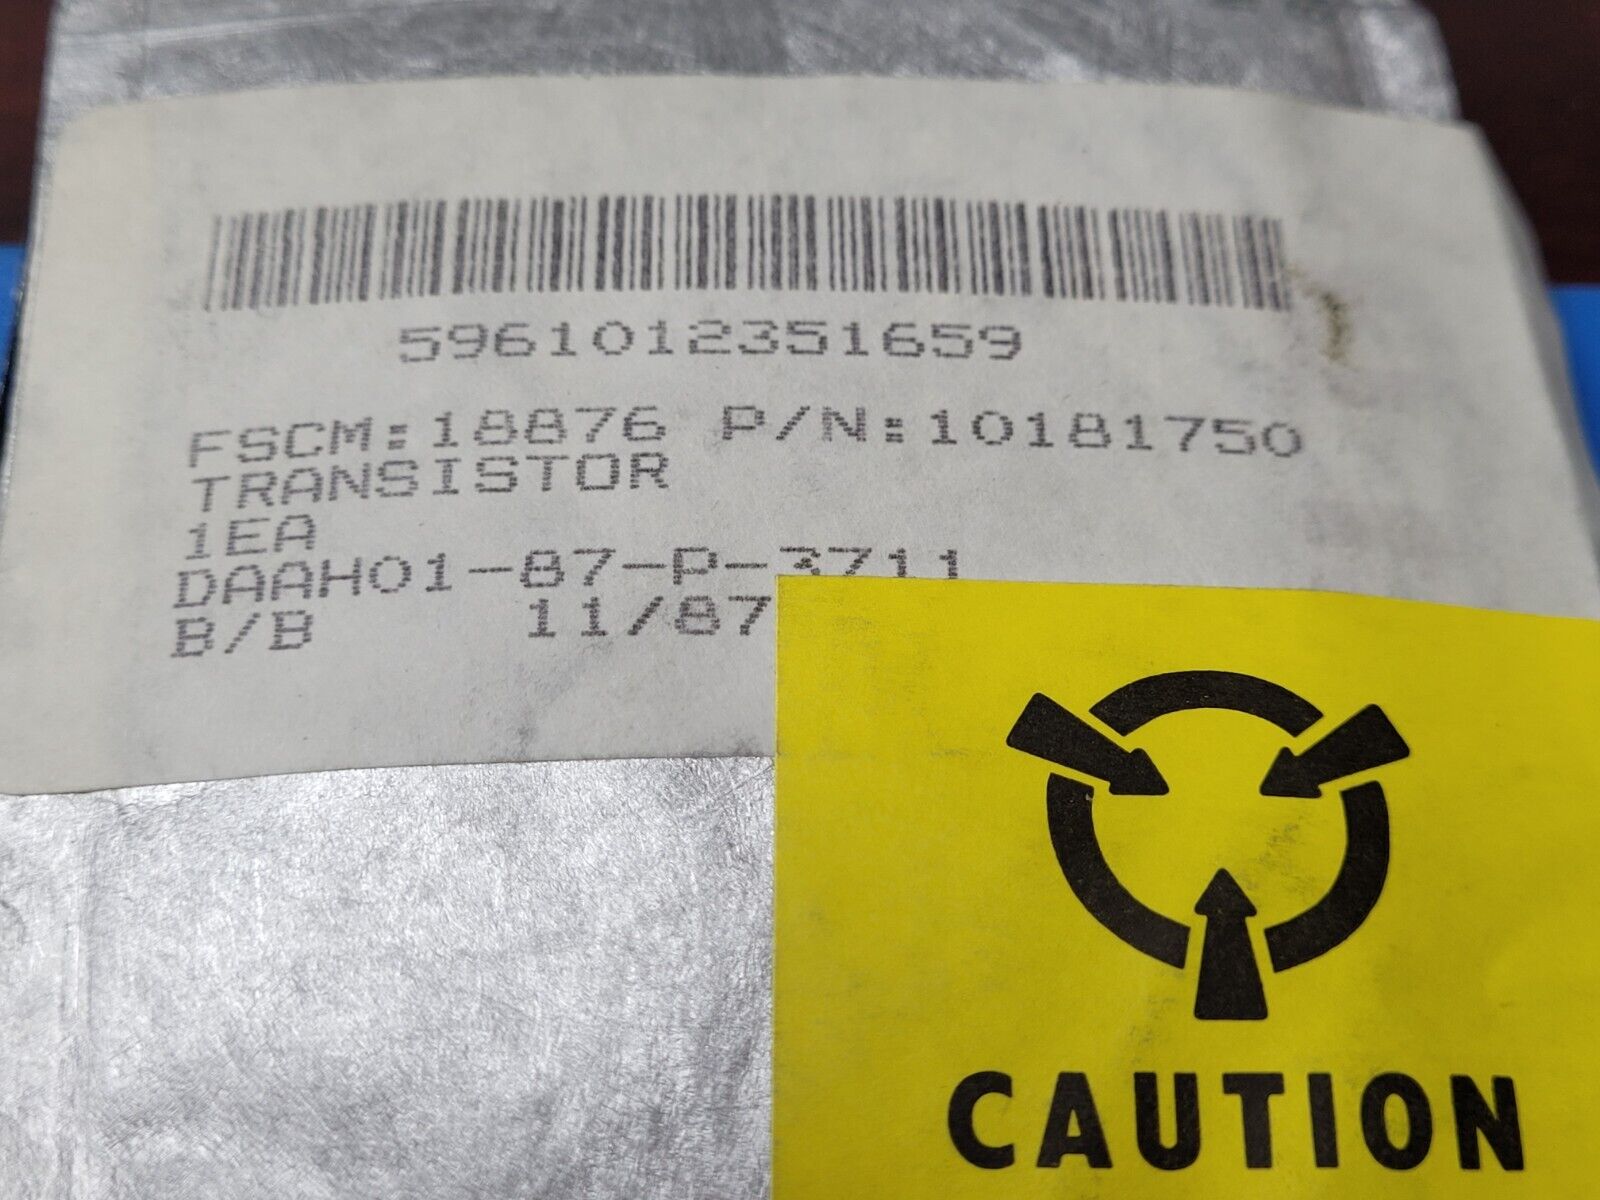 5961012351659
FSCM:18876 P/N:10181750
TRANSISTOR
1EA
DAAH01-87-P-3711
B/B 11/87
CAUTION